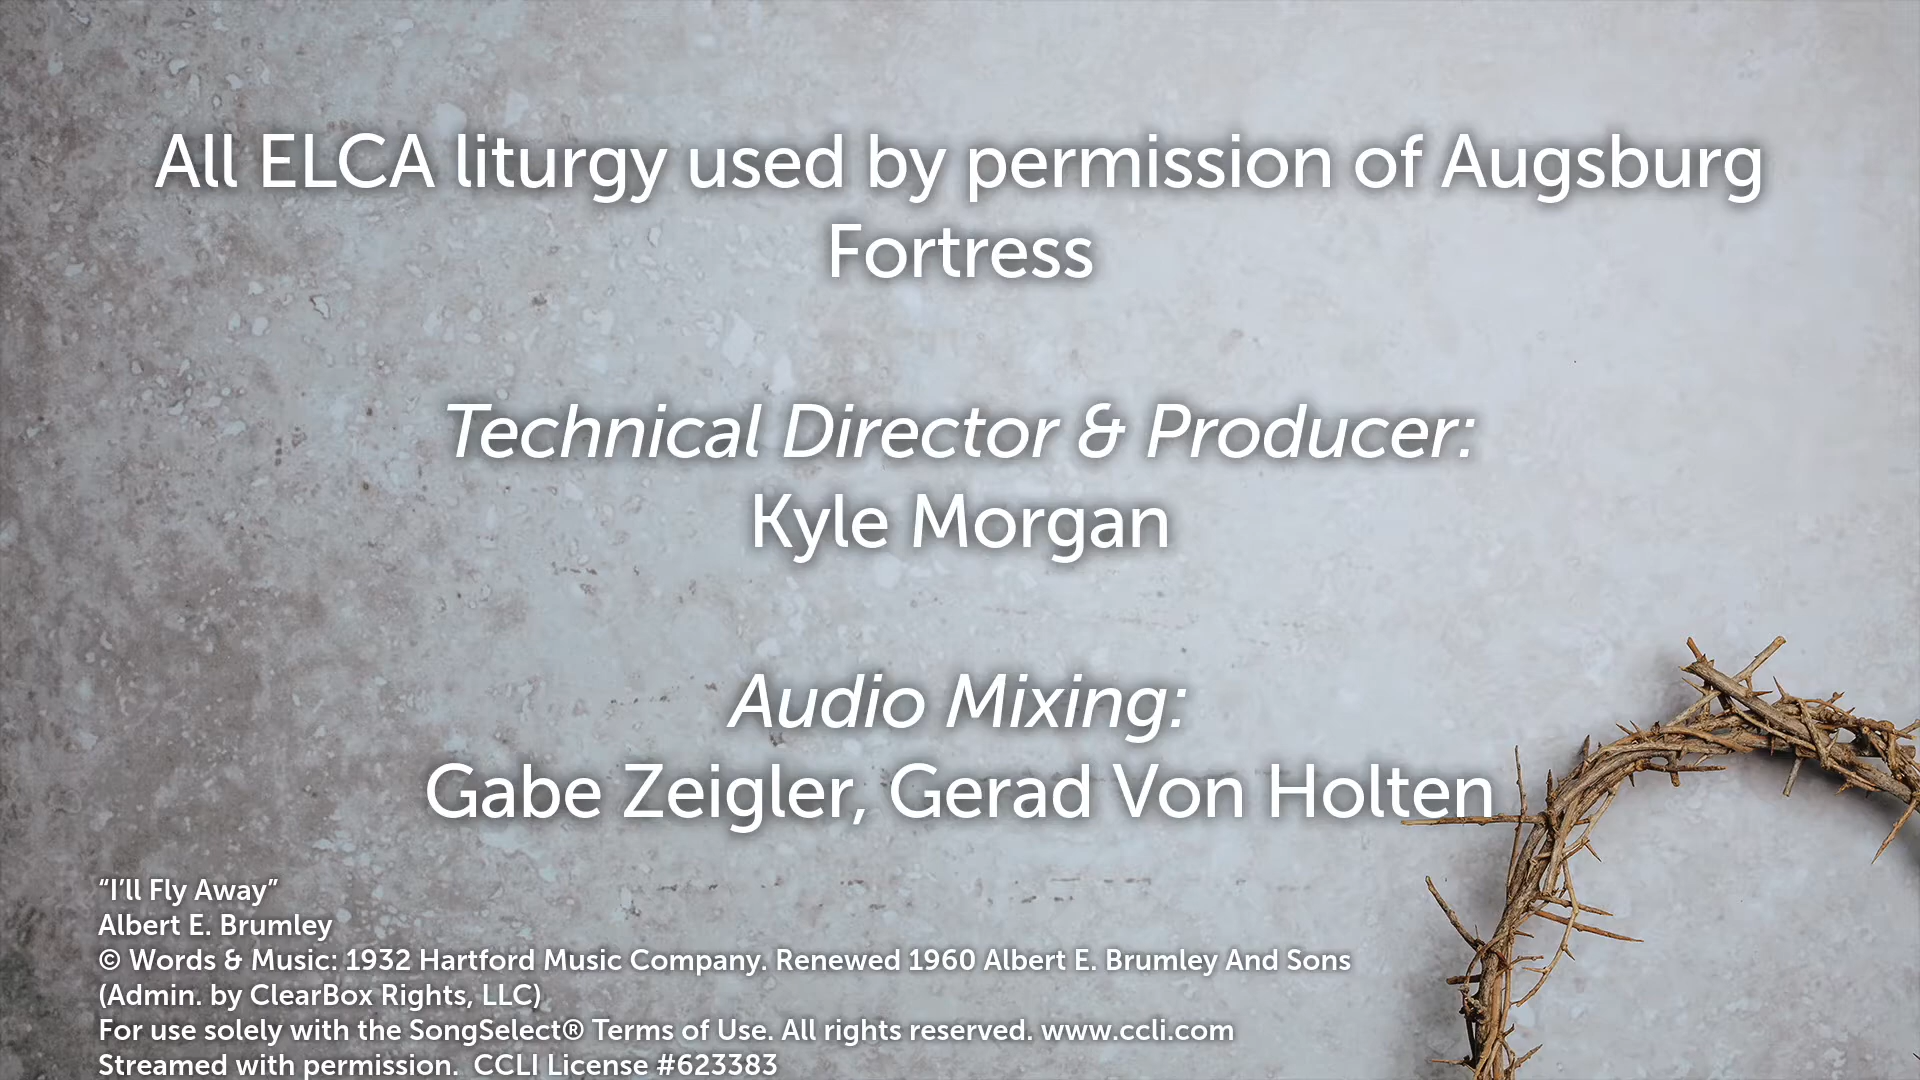 All ELCA liturgy used by permission of Augsburg
Fortress
Technical Director & Producer:
Kyle Morgan
Audio Mixing:
Gabe Zeigler, Gerad Von Holten
“I’ll Fly Away”
Albert E. Brumley
© Words & Music: 1932 Hartford Music Company. Renewed 1960 Albert E. Brumley And Sons
(Admin. by ClearBox Rights, LLC)
For use solely with the SongSelect® Terms of Use. All rights reserved. www.ccli.com
Streamed with permission.  CCLI License #623383